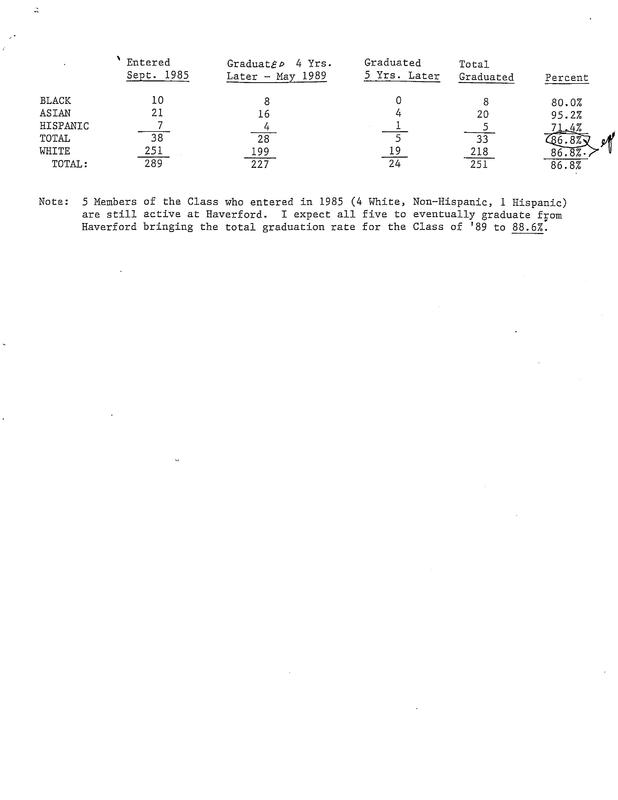 Entered Graduated 4 Yrs. Graduated Total
Sept. 1985 Later - May 1989 5 Yrs. Later Graduated Percent
BLACK 10 8 0 8 80.0%
ASIAN 21 16 4 20 95.2%
HISPANIC 7 4 1 5 71.4%
TOTAL 38 28 5 33 86.8%
WHITE 251 199 19 218 86.8%
TOTAL: 289 227 24 251 86.8%
Note: 5 Members of the Class who entered in 1985 (4 White, Non-Hispanic, 1 Hispanic)
are still active at Haverford. I expect all five to eventually graduate from
Haverford bringing the total graduation rate for the Class of '89 to 88.6%.